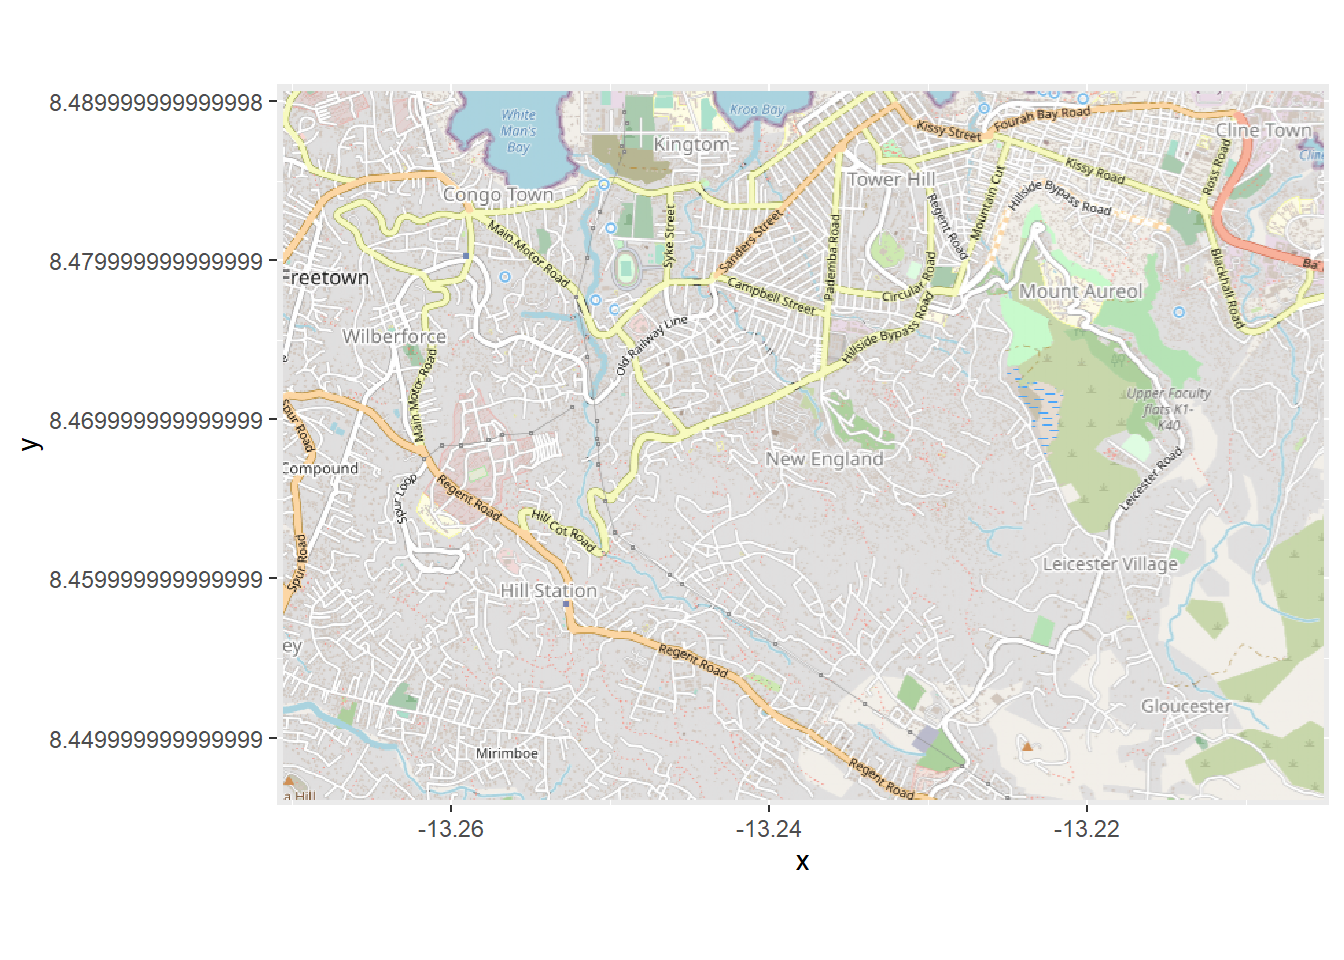 8.489999999999998
8.479999999999999
8.469999999999999
8.459999999999999
8.449999999999999
y
White
Man's
Bay
Kroo Bay
Kingtom
Kissy Street
Fourah Bay Road
Cline Town
Congo Town
Tower Hill
Kissy Road
Ross Road
Hillside Bypass Road
Mountain Cut
Regent Road
Main Motor Road
Syke Street
Sanders Street
Pademba Road
Circular Road
Blackhall Road
Freetown
Campbell Street
Mount Aureol
Wilberforce
Old Railway Line
Hillside Bypass Road
Main Motor Road
Upper Faculty
flats K1-
K40
Spur Road
Compound
New England
Spur Loop
Regent Road
Leicester Road
Hill Cot Road
Spur Road
Leicester Village
Hill Station
ey
Regent Road
Gloucester
Mirimboe
Regent Road
a Hill
-13.26
-13.24
-13.22
x